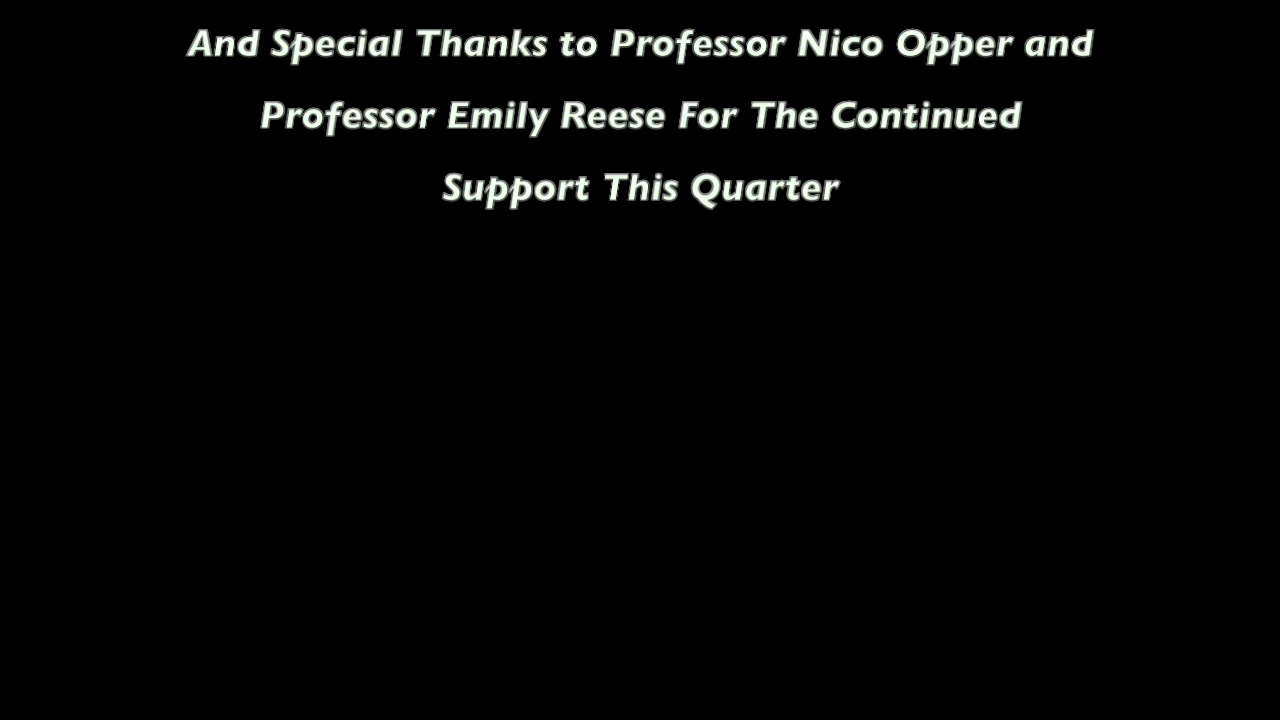 And Special Thanks to Professor Nico Opper and
Professor Emily Reese For The Continued
Support This Quarter